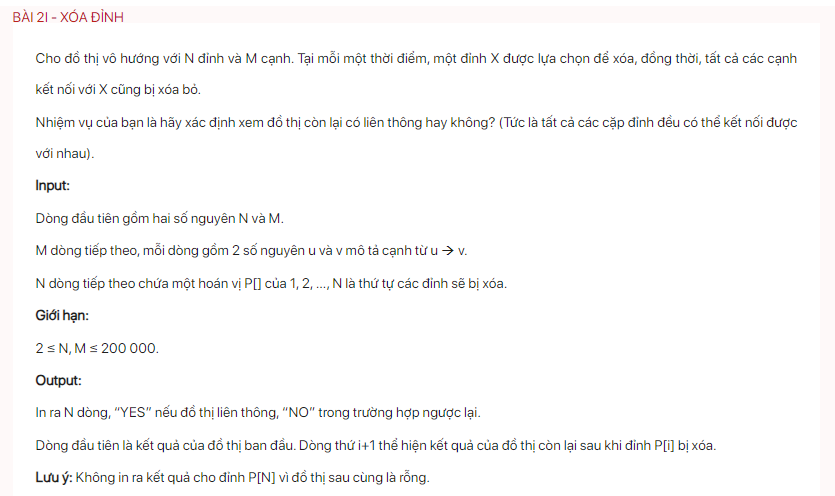 BÀI 21 - XÓA ĐỈNH
Cho đồ thị vô hướng với N đỉnh và M cạnh. Tại mỗi một thời điểm, một đỉnh X được lựa chọn để xóa, đồng thời, tất cả các cạnh
kết nối với X cũng bị xóa bỏ.
Nhiệm vụ của bạn là hãy xác định xem đồ thị còn lại có liên thông hay không? (Tức là tất cả các cặp đỉnh đều có thể kết nối được
với nhau).
Input:
Dòng đầu tiên gồm hai số nguyên N và M.
M dòng tiếp theo, mỗi dòng gồm 2 số nguyên u và v mô tả cạnh từ u → v.
N dòng tiếp theo chứa một hoán vị P[] của 1, 2, ..., N là thứ tự các đỉnh sẽ bị xóa.
Giới hạn:
2 ≤ N, M ≤ 200 000.
Output:
In ra N dòng, "YES" nếu đồ thị liên thông, "NO" trong trường hợp ngược lại.
Dòng đầu tiên là kết quả của đồ thị ban đầu. Dòng thứ i+1 thể hiện kết quả của đồ thị còn lại sau khi đỉnh P[i] bị xóa.
Lưu ý: Không in ra kết quả cho đỉnh P[N] vì đồ thị sau cùng là rỗng.